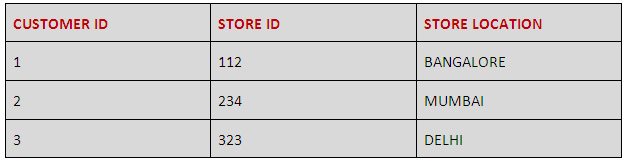 CUSTOMER ID STORE ID STORE LOCATION
1 112 BANGALORE
2 234 MUMBAI
3 323 DELHI